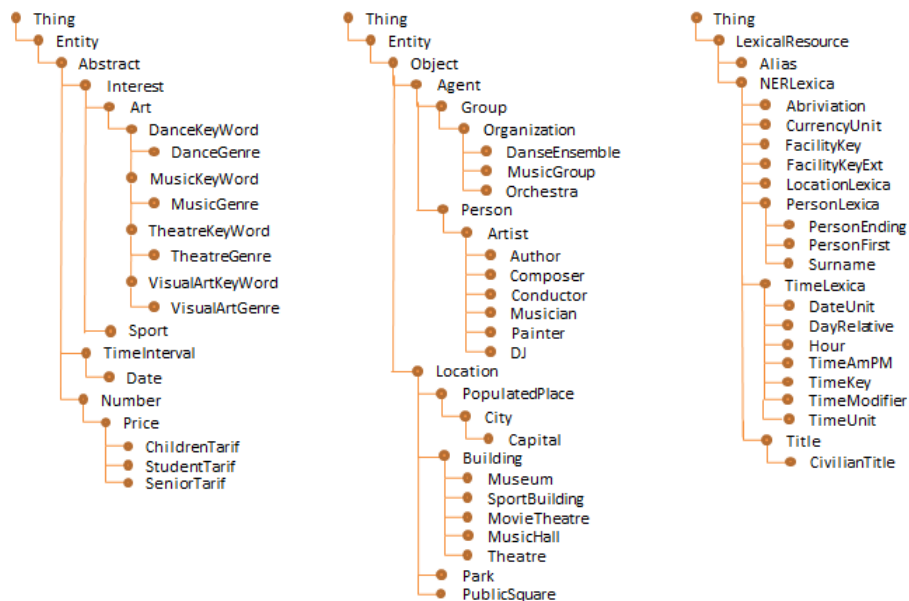 Thing
Entity
Abstract
Interest
Art
DanceKeyWord
DanceGenre
MusicKeyWord
MusicGenre
TheatreKeyWord
TheatreGenre
VisualArtKeyWord
VisualArtGenre
Sport
TimeInterval
Date
Number
Price
ChildrenTarif
StudentTarif
SeniorTarif
Thing
Entity
Object
Agent
Group
Organization
DanseEnsemble
MusicGroup
Orchestra
Person
Artist
Author
Composer
Conductor
Musician
Painter
DJ
Location
PopulatedPlace
City
Capital
Building
Museum
SportBuilding
MovieTheatre
MusicHall
Theatre
Park
PublicSquare
Thing
LexicalResource
Alias
NERLexica
Abriviation
CurrencyUnit
FacilityKey
FacilityKeyExt
LocationLexica
PersonLexica
PersonEnding
PersonFirst
Surname
TimeLexica
DateUnit
DayRelative
Hour
TimeAmPM
TimeKey
TimeModifier
TimeUnit
Title
CivilianTitle